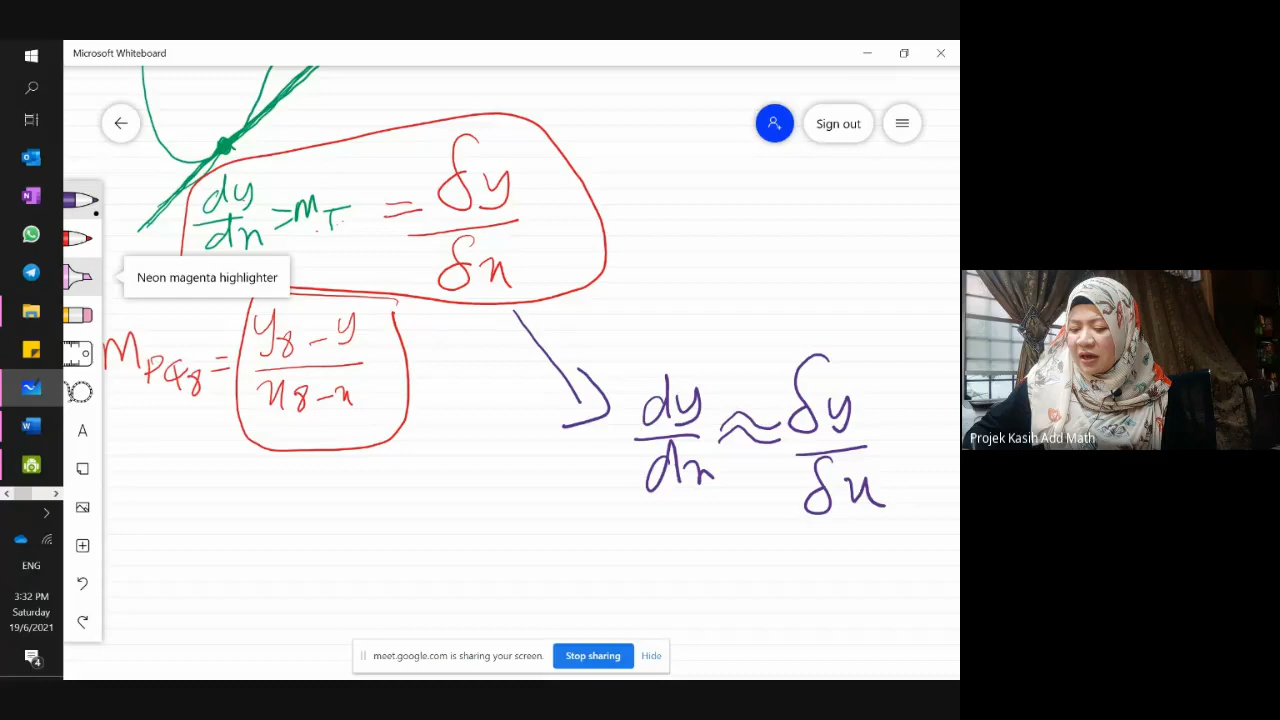 Microsoft Whiteboard
Sign out
dy/dx = m_T = δy/δx
Neon magenta highlighter
m_PQ8 = (y8 - y)/(x8 - x)
dy/dx ≈ δy/δx
Projek Kasih Add Math
A
ENG
3:32 PM
Saturday
19/6/2021
4
meet.google.com is sharing your screen.
Stop sharing
Hide